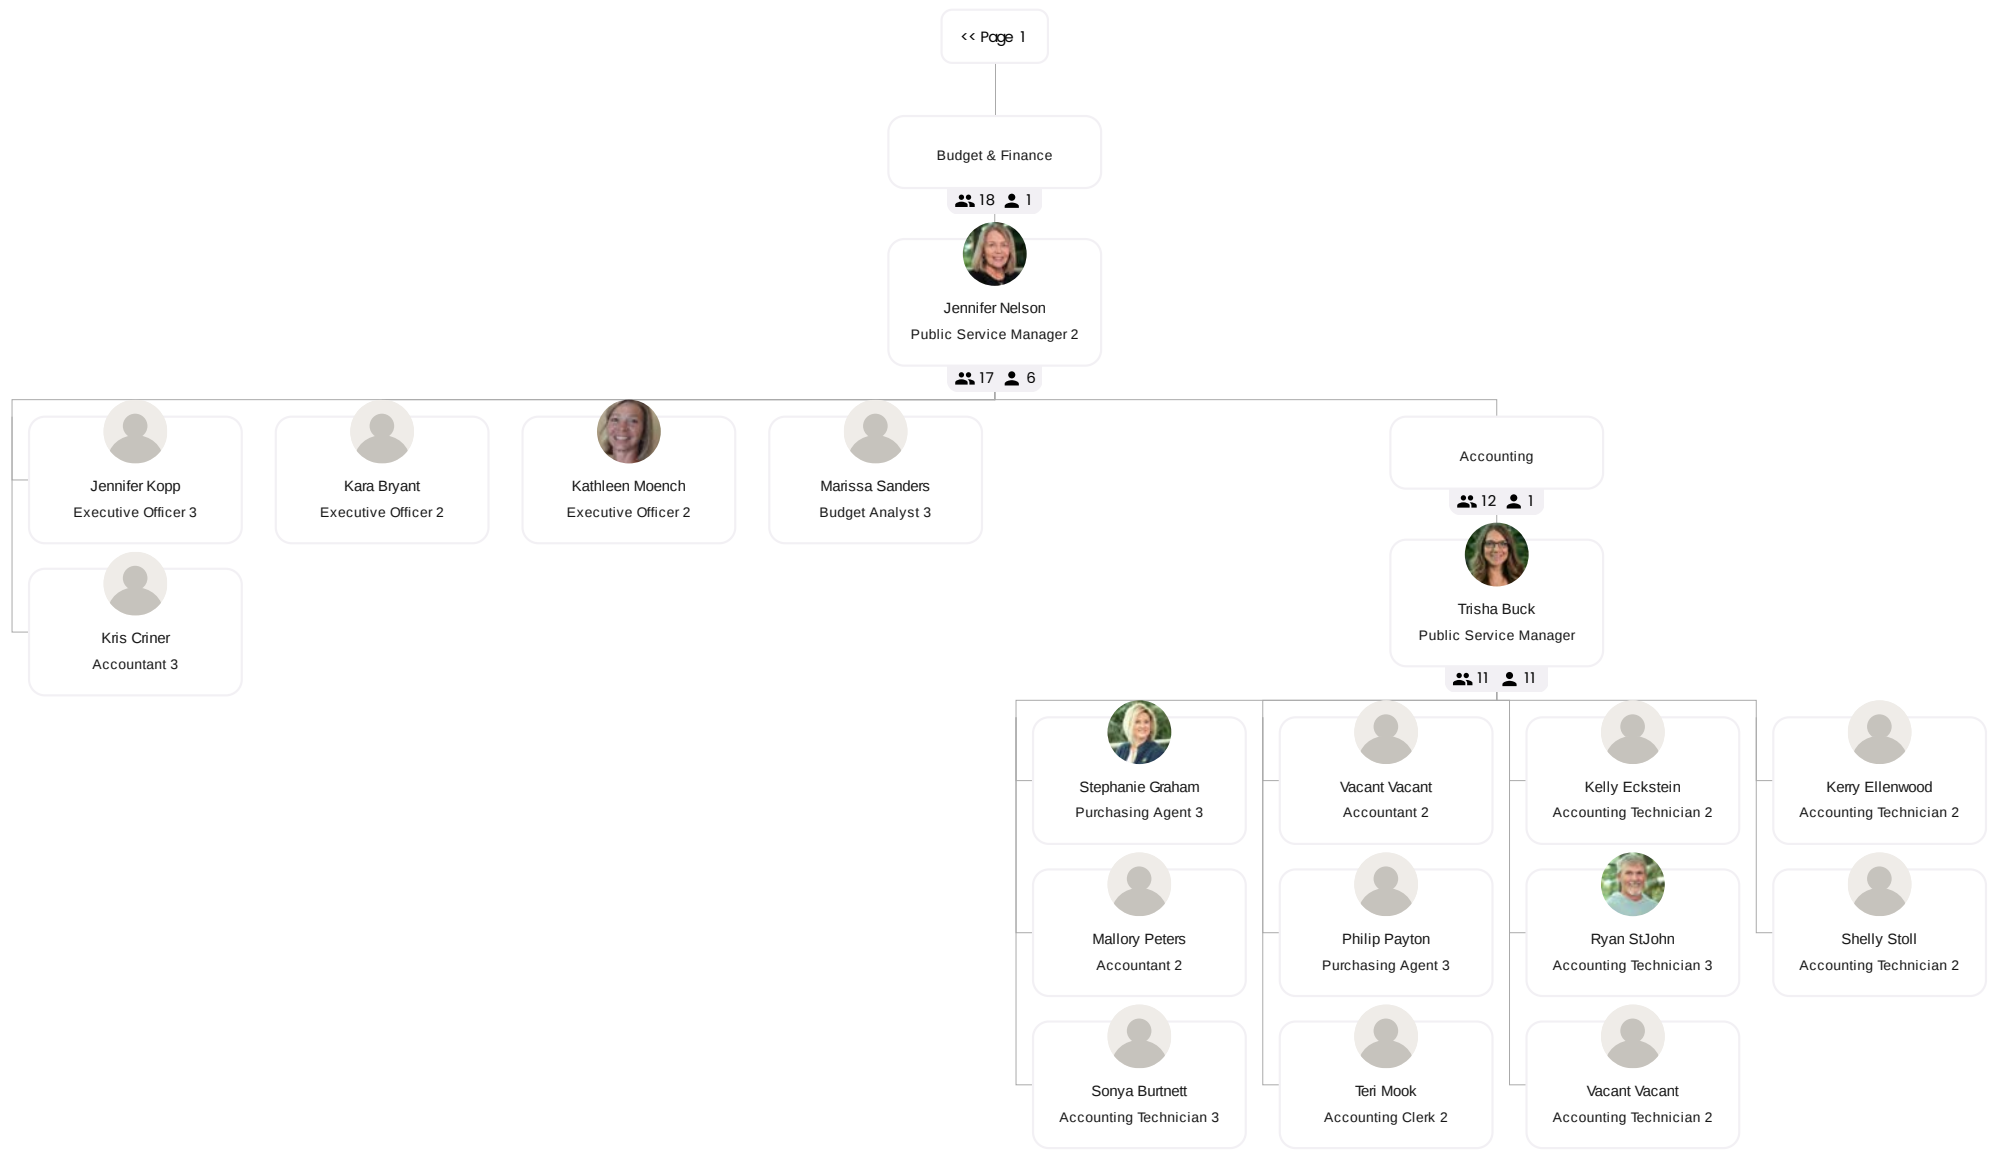 << Page 1
Budget & Finance
18 1
Jennifer Nelson
Public Service Manager 2
17 6
Jennifer Kopp
Executive Officer 3
Kara Bryant
Executive Officer 2
Kathleen Moench
Executive Officer 2
Marissa Sanders
Budget Analyst 3
Kris Criner
Accountant 3
Accounting
12 1
Trisha Buck
Public Service Manager
11 11
Stephanie Graham
Purchasing Agent 3
Vacant Vacant
Accountant 2
Kelly Eckstein
Accounting Technician 2
Kerry Ellenwood
Accounting Technician 2
Mallory Peters
Accountant 2
Philip Payton
Purchasing Agent 3
Ryan StJohn
Accounting Technician 3
Shelly Stoll
Accounting Technician 2
Sonya Burtnett
Accounting Technician 3
Teri Mook
Accounting Clerk 2
Vacant Vacant
Accounting Technician 2